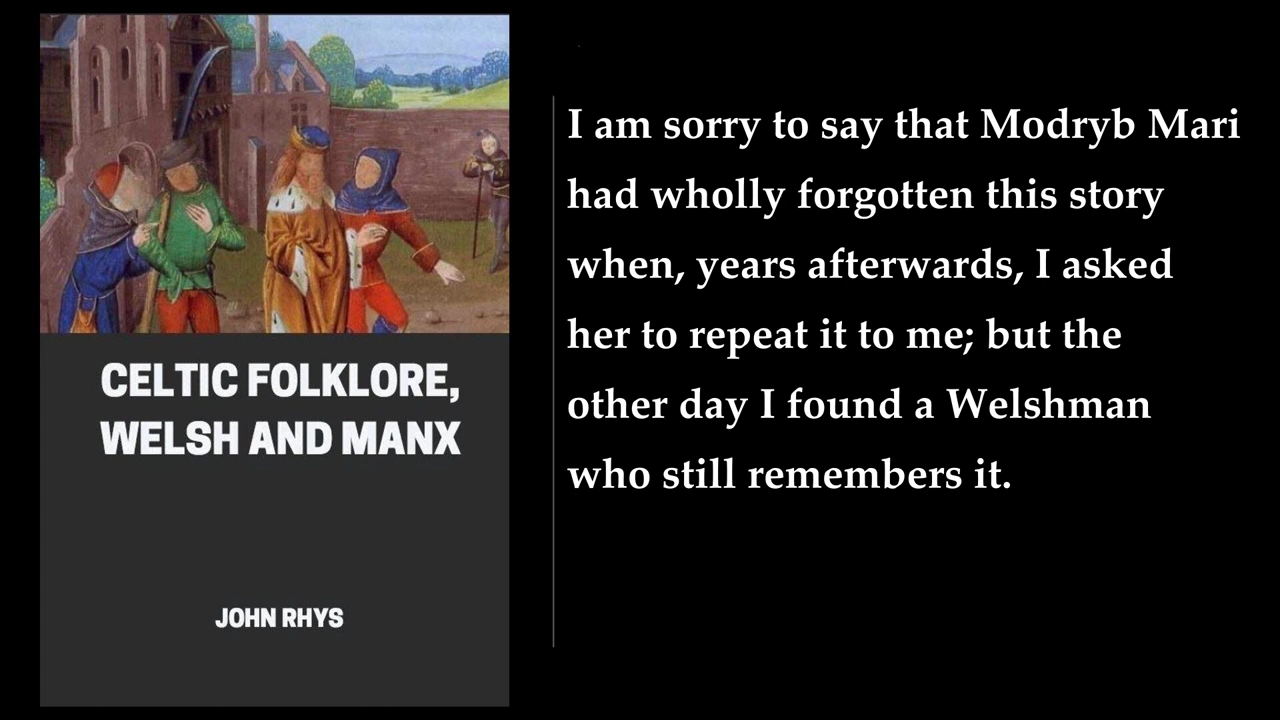 CELTIC FOLKLORE,
WELSH AND MANX
JOHN RHYS
I am sorry to say that Modryb Mari
had wholly forgotten this story
when, years afterwards, I asked
her to repeat it to me; but the
other day I found a Welshman
who still remembers it.